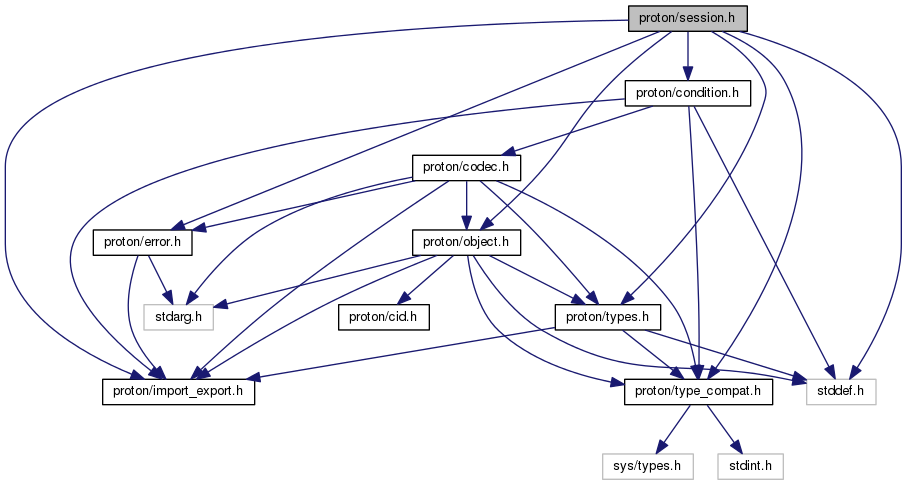 proton/session.h
proton/condition.h
proton/codec.h
proton/error.h
proton/object.h
stdarg.h
proton/cid.h
proton/types.h
proton/import_export.h
proton/type_compat.h
stddef.h
sys/types.h
stdint.h